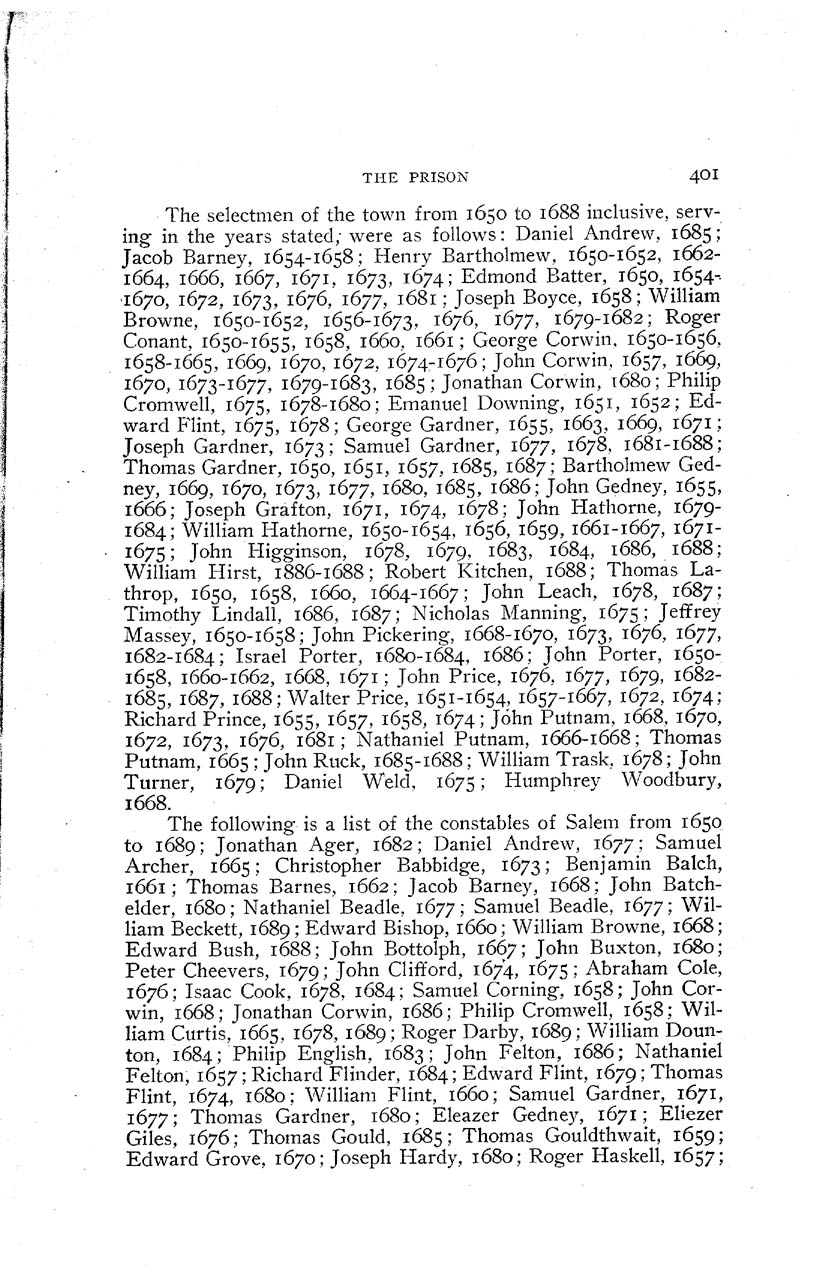 THE PRISON 401
The selectmen of the town from 1650 to 1688 inclusive, serv-
ing in the years stated, were as follows: Daniel Andrew, 1685;
Jacob Barney, 1654-1658; Henry Bartholmew, 1650-1652, 1662-
1664, 1666, 1667, 1671, 1673, 1674; Edmond Batter, 1650, 1654-
1670, 1672, 1673, 1676, 1677, 1681; Joseph Boyce, 1658; William
Browne, 1650-1652, 1656-1673, 1676, 1677, 1679-1682; Roger
Conant, 1650-1655, 1658, 1660, 1661; George Corwin, 1650-1656,
1658-1665, 1669, 1670, 1672, 1674-1676; John Corwin, 1657, 1669,
1670, 1673-1677, 1679-1683, 1685; Jonathan Corwin, 1680; Philip
Cromwell, 1675, 1678-1680; Emanuel Downing, 1651, 1652; Ed-
ward Flint, 1675, 1678; George Gardner, 1655, 1663, 1669, 1671;
Joseph Gardner, 1673; Samuel Gardner, 1677, 1678, 1681-1688;
Thomas Gardner, 1650, 1651, 1657, 1685, 1687; Bartholmew Ged-
ney, 1669, 1670, 1673, 1677, 1680, 1685, 1686; John Gedney, 1655,
1666; Joseph Grafton, 1671, 1674, 1678; John Hathorne, 1679-
1684; William Hathorne, 1650-1654, 1656, 1659, 1661-1667, 1671-
1675; John Higginson, 1678, 1679, 1683, 1684, 1686, 1688;
William Hirst, 1886-1688; Robert Kitchen, 1688; Thomas La-
throp, 1650, 1658, 1660, 1664-1667; John Leach, 1678, 1687;
Timothy Lindall, 1686, 1687; Nicholas Manning, 1675; Jeffrey
Massey, 1650-1658; John Pickering, 1668-1670, 1673, 1676, 1677,
1682-1684; Israel Porter, 1680-1684, 1686; John Porter, 1650-
1658, 1660-1662, 1668, 1671; John Price, 1676, 1677, 1679, 1682-
1685, 1687, 1688; Walter Price, 1651-1654, 1657-1667, 1672, 1674;
Richard Prince, 1655, 1657, 1658, 1674; John Putnam, 1668, 1670,
1672, 1673, 1676, 1681; Nathaniel Putnam, 1666-1668; Thomas
Putnam, 1665; John Ruck, 1685-1688; William Trask, 1678; John
Turner, 1679; Daniel Weld, 1675; Humphrey Woodbury,
1668.
The following is a list of the constables of Salem from 1650
to 1689; Jonathan Ager, 1682; Daniel Andrew, 1677; Samuel
Archer, 1665; Christopher Babbidge, 1673; Benjamin Balch,
1661; Thomas Barnes, 1662; Jacob Barney, 1668; John Batch-
elder, 1680; Nathaniel Beadle, 1677; Samuel Beadle, 1677; Wil-
liam Beckett, 1689; Edward Bishop, 1660; William Browne, 1668;
Edward Bush, 1688; John Bottolph, 1667; John Buxton, 1680;
Peter Cheevers, 1679; John Clifford, 1674, 1675; Abraham Cole,
1676; Isaac Cook, 1678, 1684; Samuel Corning, 1658; John Cor-
win, 1668; Jonathan Corwin, 1686; Philip Cromwell, 1658; Wil-
liam Curtis, 1665, 1678, 1689; Roger Darby, 1689; William Doun-
ton, 1684; Philip English, 1683; John Felton, 1686; Nathaniel
Felton, 1657; Richard Flinder, 1684; Edward Flint, 1679; Thomas
Flint, 1674, 1680; William Flint, 1660; Samuel Gardner, 1671,
1677; Thomas Gardner, 1680; Eleazer Gedney, 1671; Eliezer
Giles, 1676; Thomas Gould, 1685; Thomas Gouldthwait, 1659;
Edward Grove, 1670; Joseph Hardy, 1680; Roger Haskell, 1657;